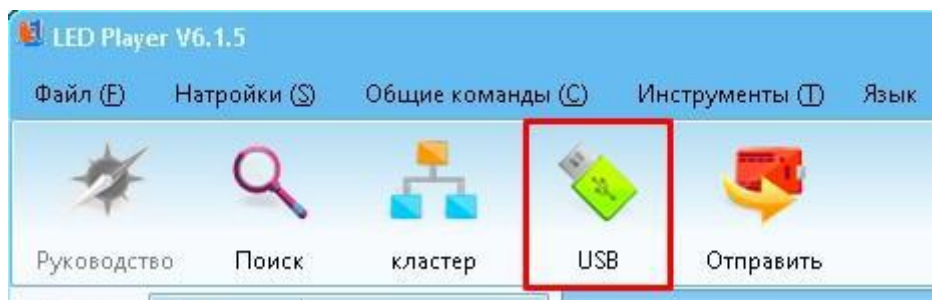 LED Player V6.1.5
Файл (F) Натройки (S) Общие команды (C) Инструменты (T) Язык
Руководство Поиск кластер USB Отправить